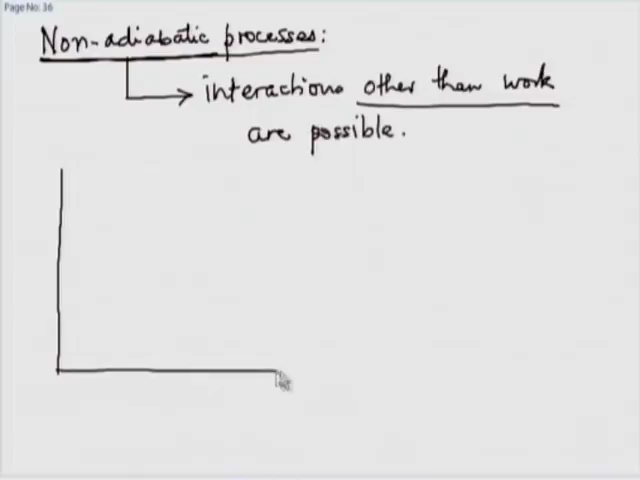 Page No: 36
Non-adiabatic processes:
interactions other than work
are possible.